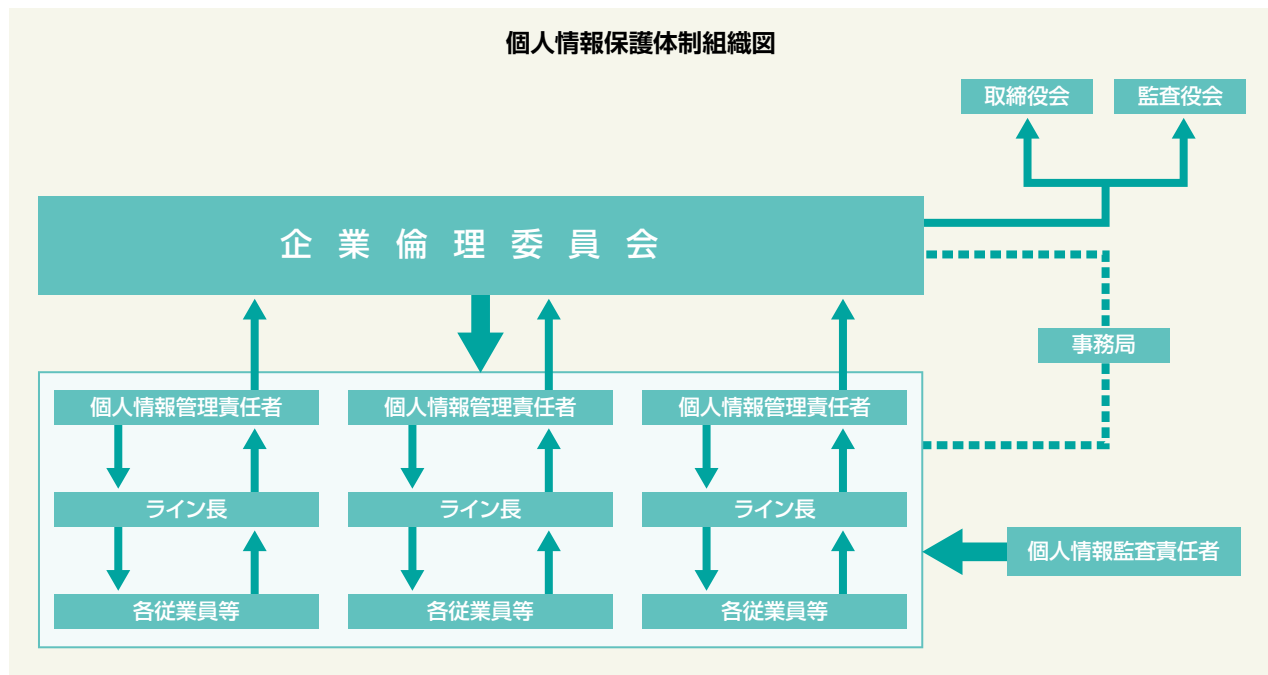 個人情報保護体制組織図
取締役会
監査役会
企業倫理委員会
事務局
個人情報管理責任者
個人情報管理責任者
個人情報管理責任者
ライン長
ライン長
ライン長
個人情報監査責任者
各従業員等
各従業員等
各従業員等